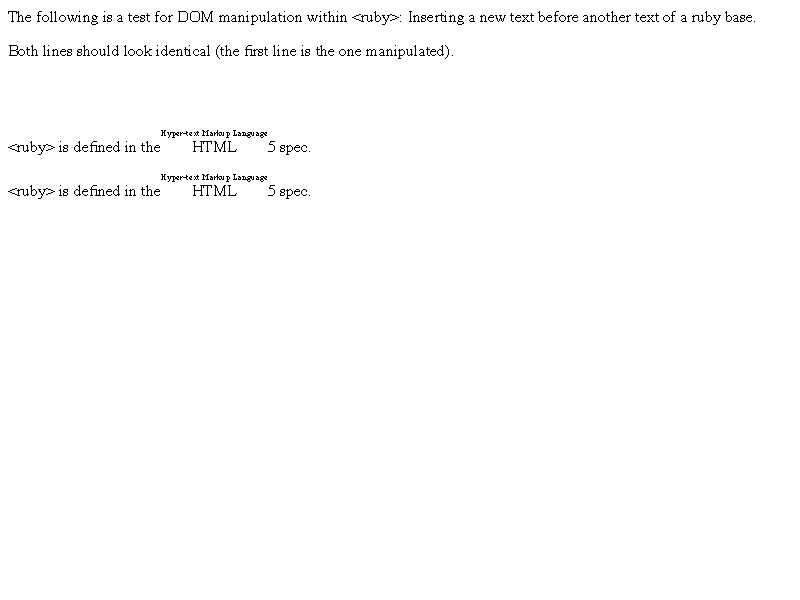 The following is a test for DOM manipulation within <ruby>: Inserting a new text before another text of a ruby base.
Both lines should look identical (the first line is the one manipulated).
Hyper-text Markup Language
<ruby> is defined in the HTML 5 spec.
Hyper-text Markup Language
<ruby> is defined in the HTML 5 spec.